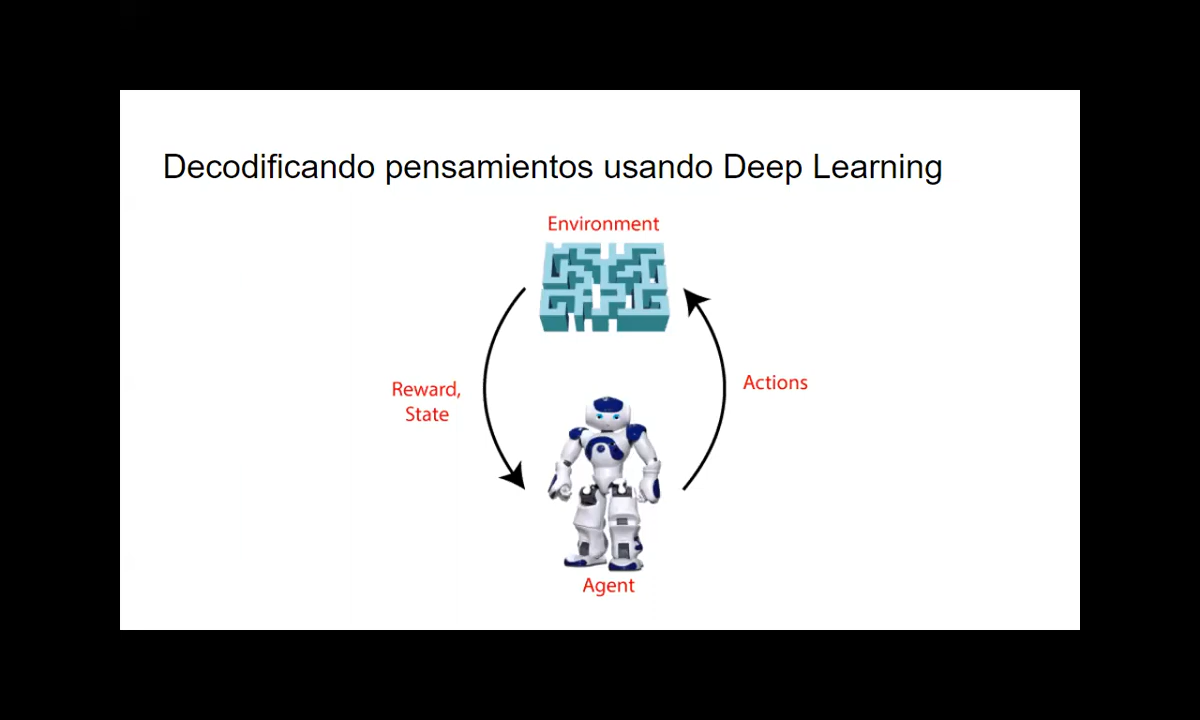 Decodificando pensamientos usando Deep Learning
Environment
Reward,
State
Actions
Agent